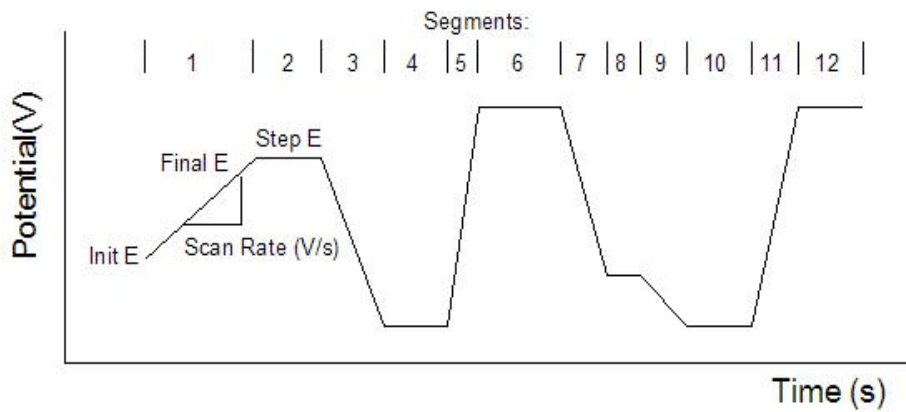 Segments:
1 2 3 4 5 6 7 8 9 10 11 12
Potential(V)
Step E
Final E
Init E
Scan Rate (V/s)
Time (s)